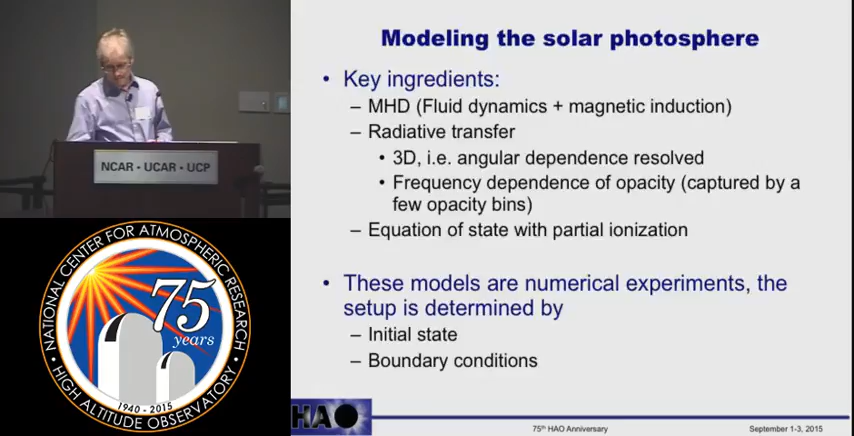 Modeling the solar photosphere
• Key ingredients:
– MHD (Fluid dynamics + magnetic induction)
– Radiative transfer
• 3D, i.e. angular dependence resolved
• Frequency dependence of opacity (captured by a
few opacity bins)
– Equation of state with partial ionization
• These models are numerical experiments, the
setup is determined by
– Initial state
– Boundary conditions
HAO
75th HAO Anniversary
September 1-3, 2015
NCAR • UCAR • UCP
NATIONAL CENTER FOR ATMOSPHERIC RESEARCH
75
years
1940 - 2015
• HIGH ALTITUDE OBSERVATORY •